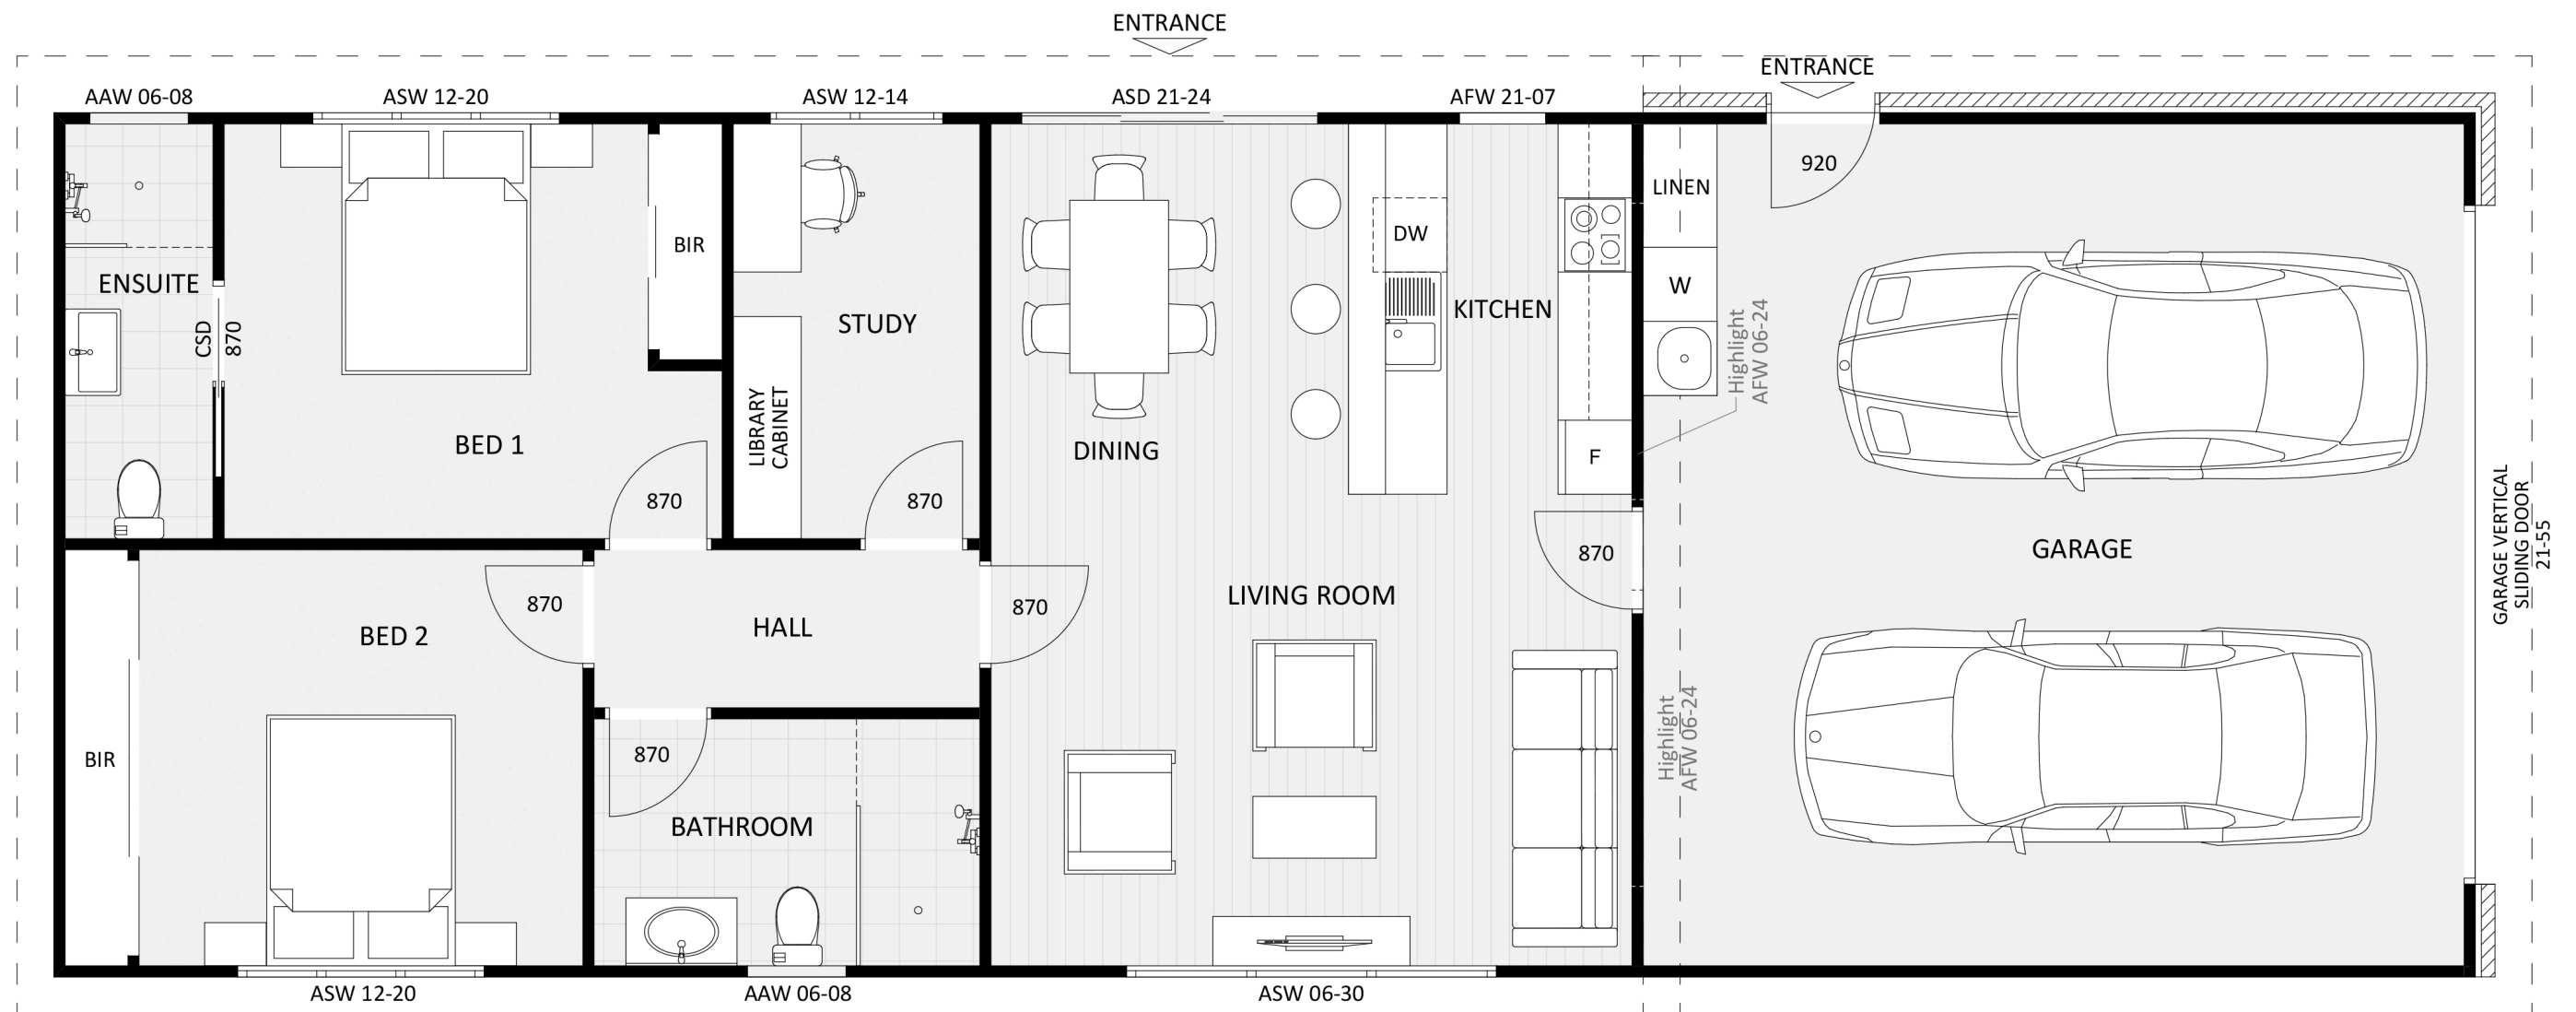 ENTRANCE
ENTRANCE
AAW 06-08
ASW 12-20
ASW 12-14
ASD 21-24
AFW 21-07
920
LINEN
DW
BIR
ENSUITE
W
KITCHEN
STUDY
CSD
870
Highlight
AFW 06-24
LIBRARY
CABINET
BED 1
DINING
F
870
870
870
GARAGE
GARAGE VERTICAL
SLIDING DOOR
21-55
LIVING ROOM
870
870
HALL
BED 2
Highlight
AFW 06-24
870
BIR
BATHROOM
ASW 12-20
AAW 06-08
ASW 06-30